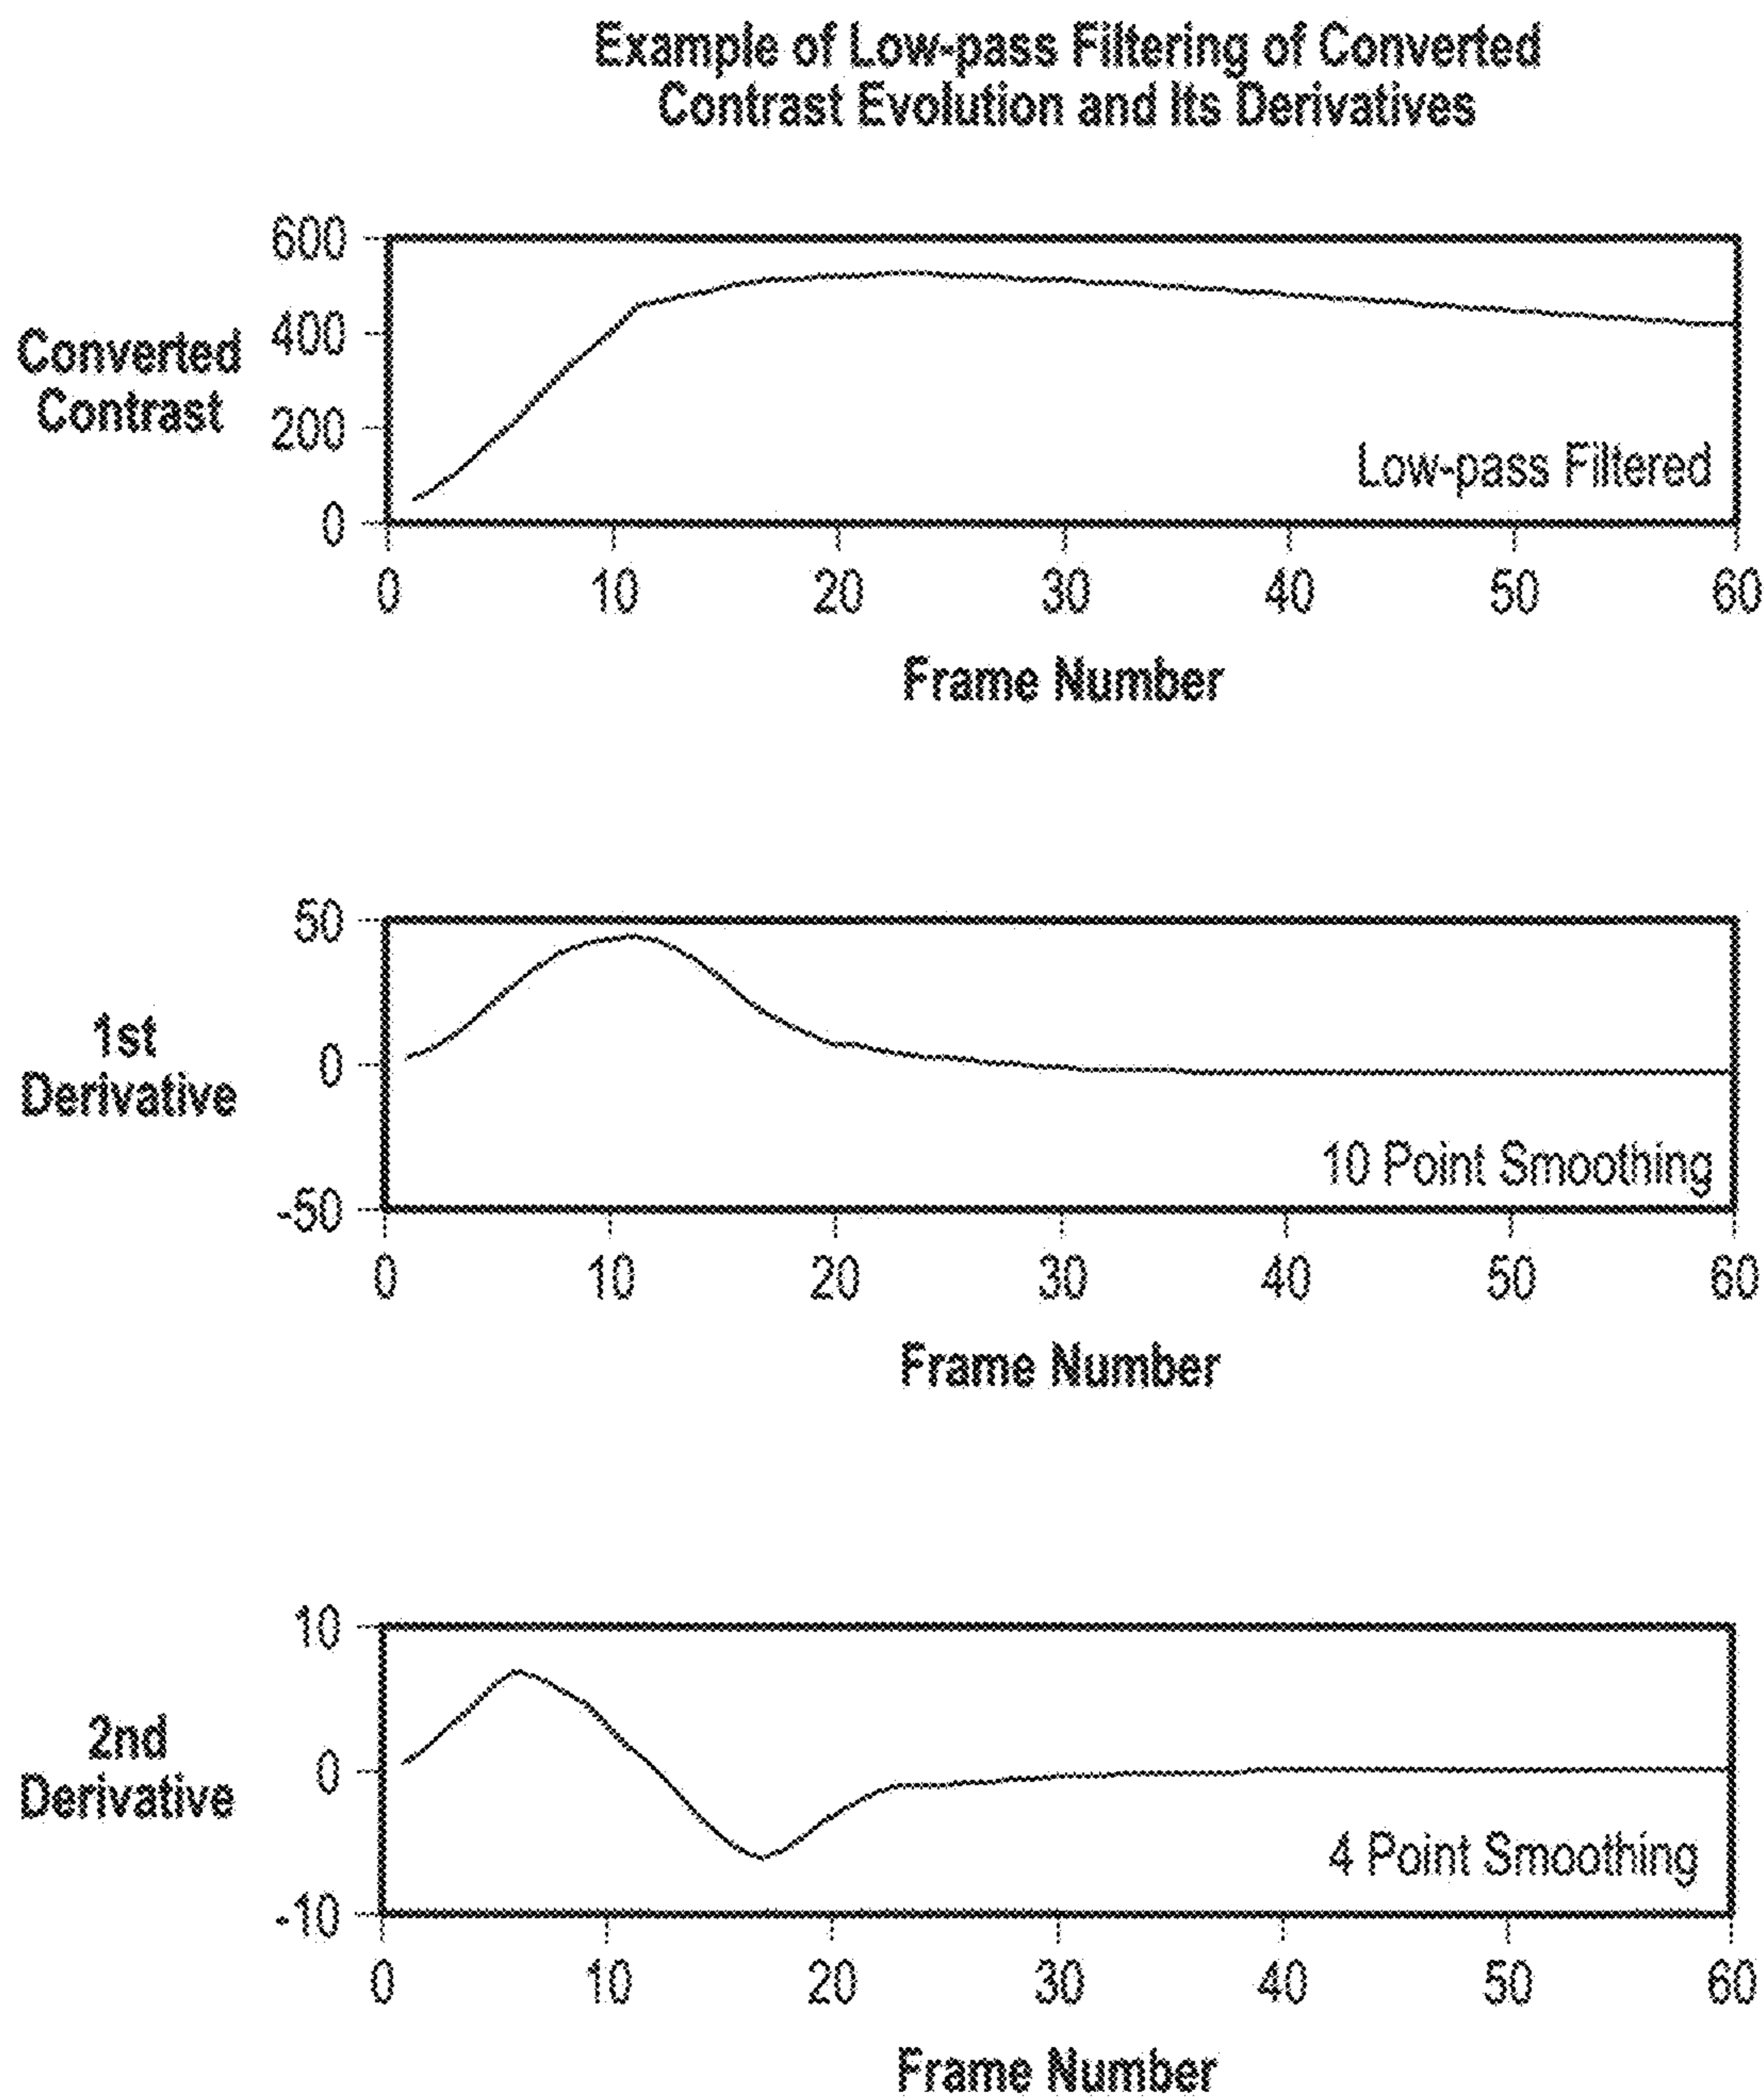 Example of Low-pass Filtering of Converted
Contrast Evolution and Its Derivatives
600
400
200
0
Converted
Contrast
Low-pass Filtered
0 10 20 30 40 50 60
Frame Number
50
0
-50
1st
Derivative
10 Point Smoothing
0 10 20 30 40 50 60
Frame Number
10
0
-10
2nd
Derivative
4 Point Smoothing
0 10 20 30 40 50 60
Frame Number